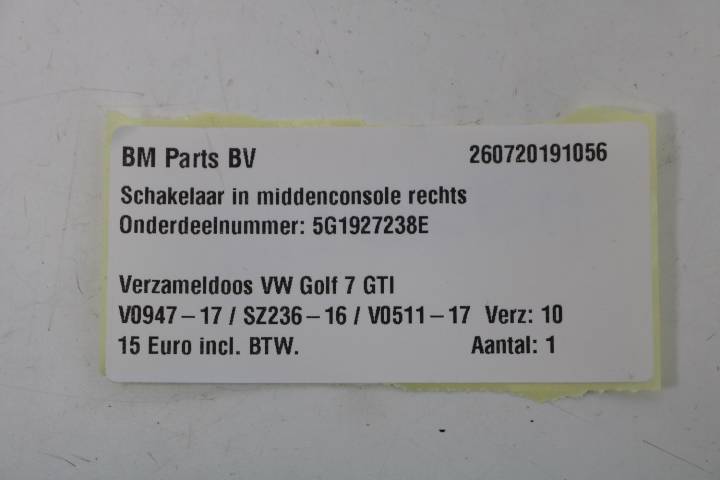 BM Parts BV 260720191056
Schakelaar in middenconsole rechts
Onderdeelnummer: 5G1927238E
Verzameldoos VW Golf 7 GTI
V0947-17 / SZ236-16 / V0511-17 Verz: 10
15 Euro incl. BTW. Aantal: 1